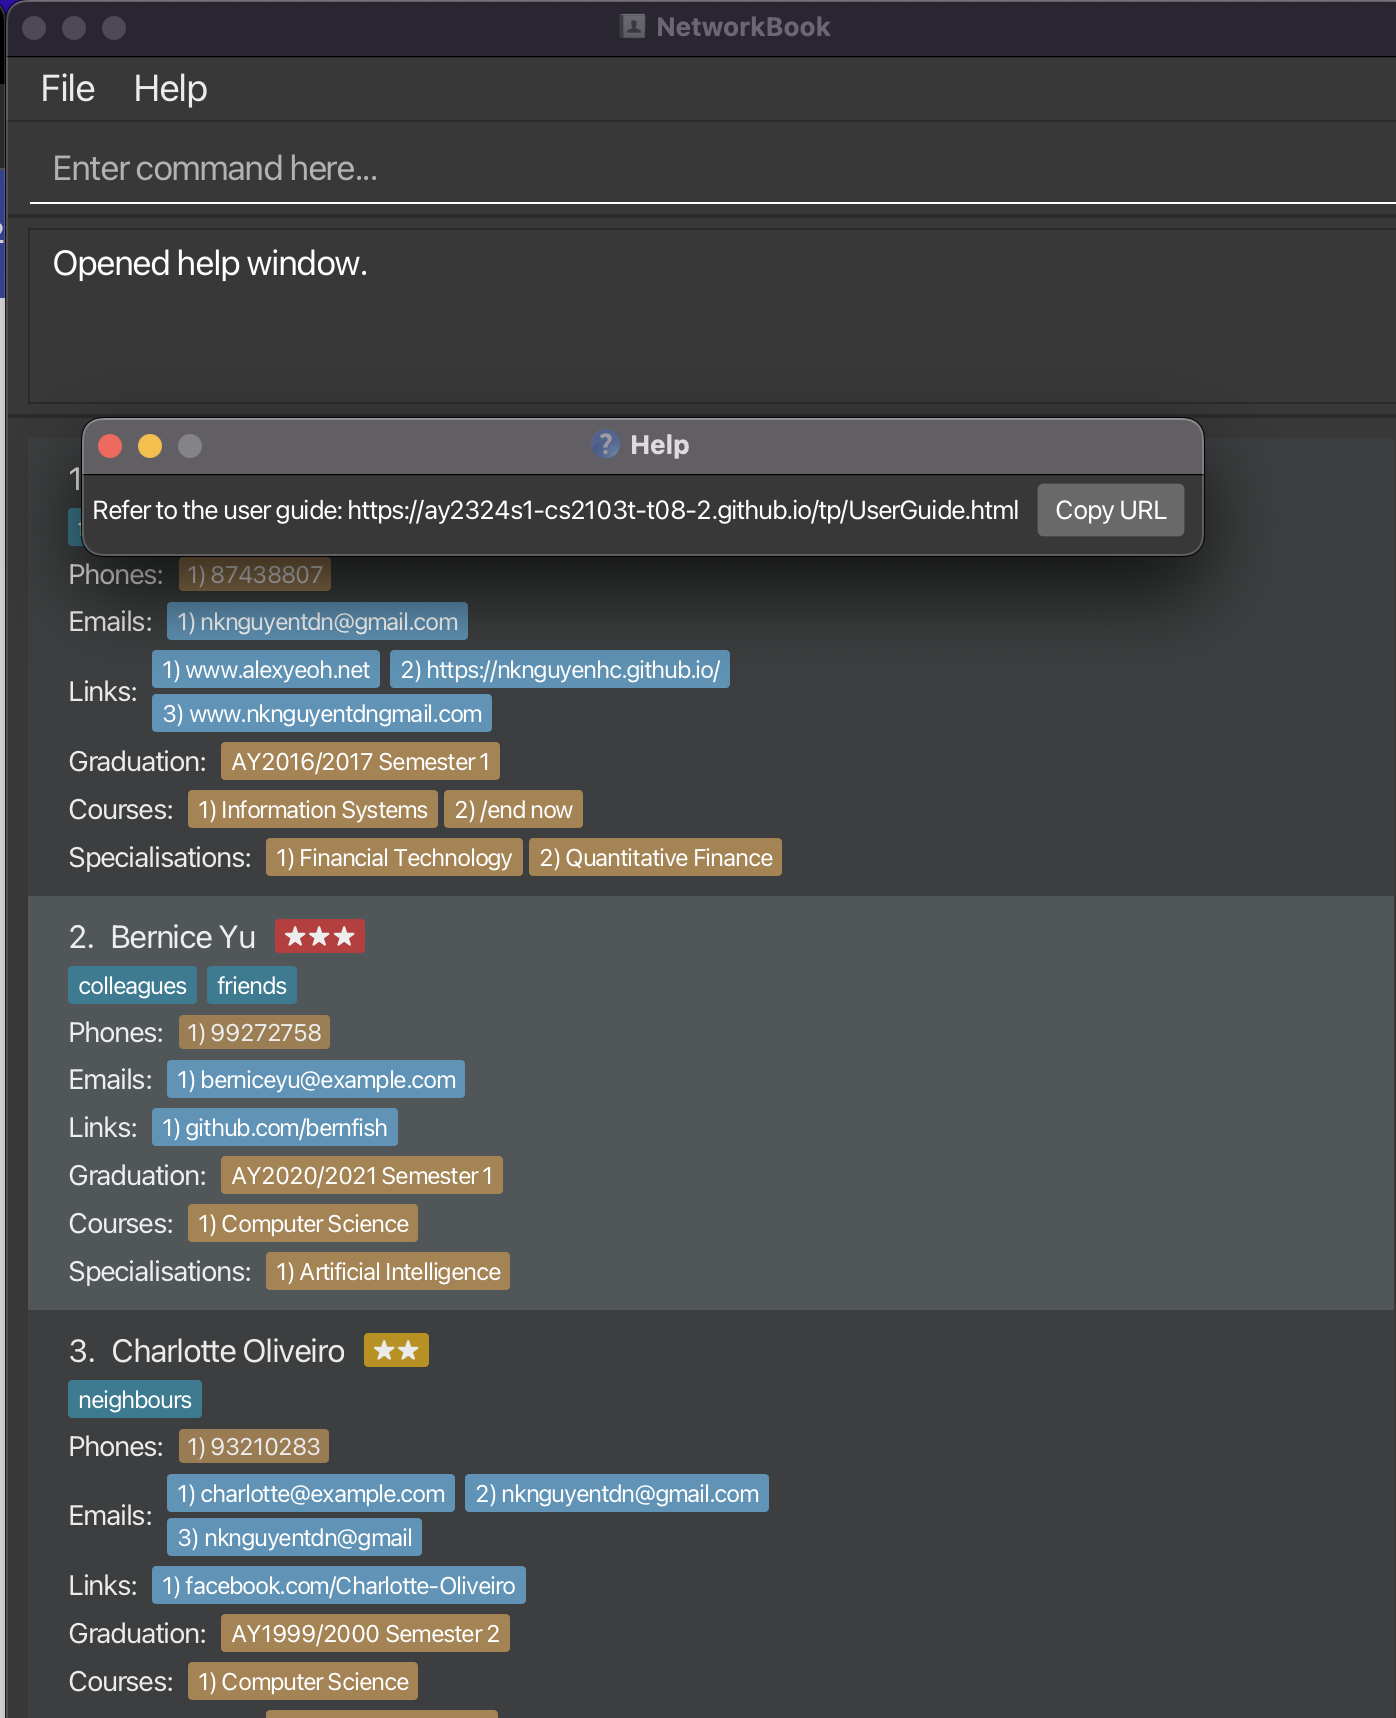 NetworkBook
File Help
Enter command here...
Opened help window.
Help
Refer to the user guide: https://ay2324s1-cs2103t-t08-2.github.io/tp/UserGuide.html Copy URL
1
Phones: 1) 87438807
Emails: 1) nknguyentdn@gmail.com
Links: 1) www.alexyeoh.net 2) https://nknguyenhc.github.io/
3) www.nknguyentdngmail.com
Graduation: AY2016/2017 Semester 1
Courses: 1) Information Systems 2) /end now
Specialisations: 1) Financial Technology 2) Quantitative Finance
2. Bernice Yu ★★★
colleagues friends
Phones: 1) 99272758
Emails: 1) berniceyu@example.com
Links: 1) github.com/bernfish
Graduation: AY2020/2021 Semester 1
Courses: 1) Computer Science
Specialisations: 1) Artificial Intelligence
3. Charlotte Oliveiro ★★
neighbours
Phones: 1) 93210283
Emails: 1) charlotte@example.com 2) nknguyentdn@gmail.com
3) nknguyentdn@gmail
Links: 1) facebook.com/Charlotte-Oliveiro
Graduation: AY1999/2000 Semester 2
Courses: 1) Computer Science